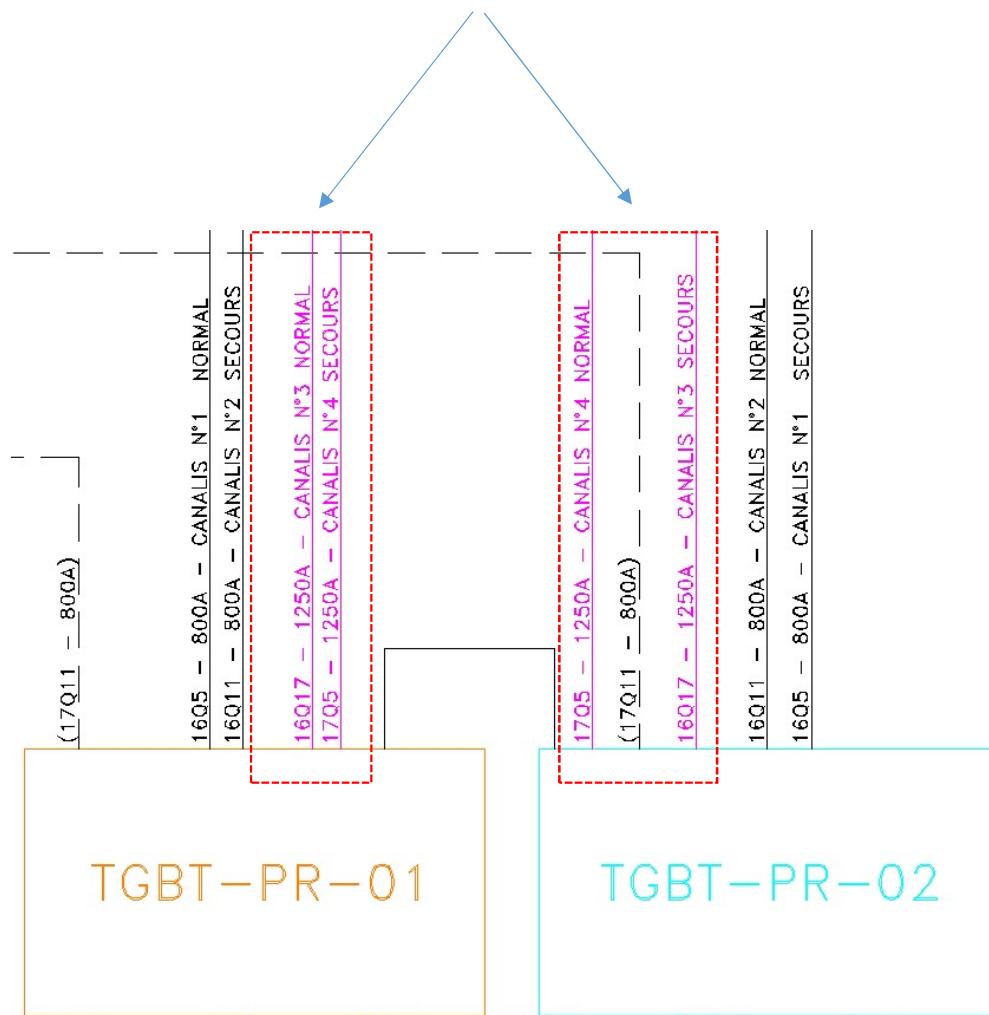 (17Q11 - 800A)
16Q5 - 800A - CANALIS N°1 NORMAL
16Q11 - 800A - CANALIS N°2 SECOURS
16Q17 - 1250A - CANALIS N°3 NORMAL
17Q5 - 1250A - CANALIS N°4 SECOURS
17Q5 - 1250A - CANALIS N°4 NORMAL
(17Q11 - 800A)
16Q17 - 1250A - CANALIS N°3 SECOURS
16Q11 - 800A - CANALIS N°2 NORMAL
16Q5 - 800A - CANALIS N°1 SECOURS
TGBT-PR-01
TGBT-PR-02